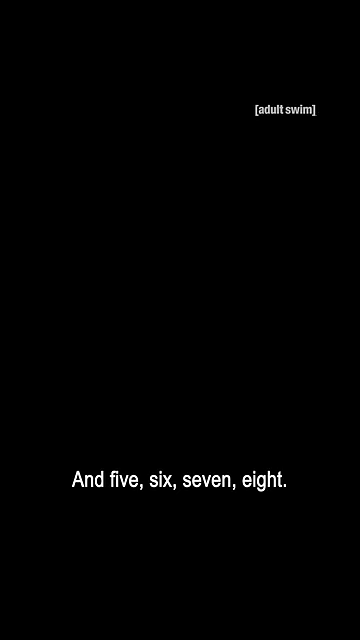 [adult swim]
And five, six, seven, eight.